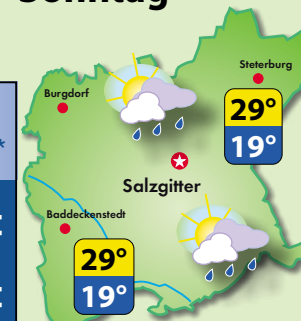 Sonntag
Steterburg
Burgdorf
29°
19°
*
Salzgitter
Baddeckenstedt
29°
19°